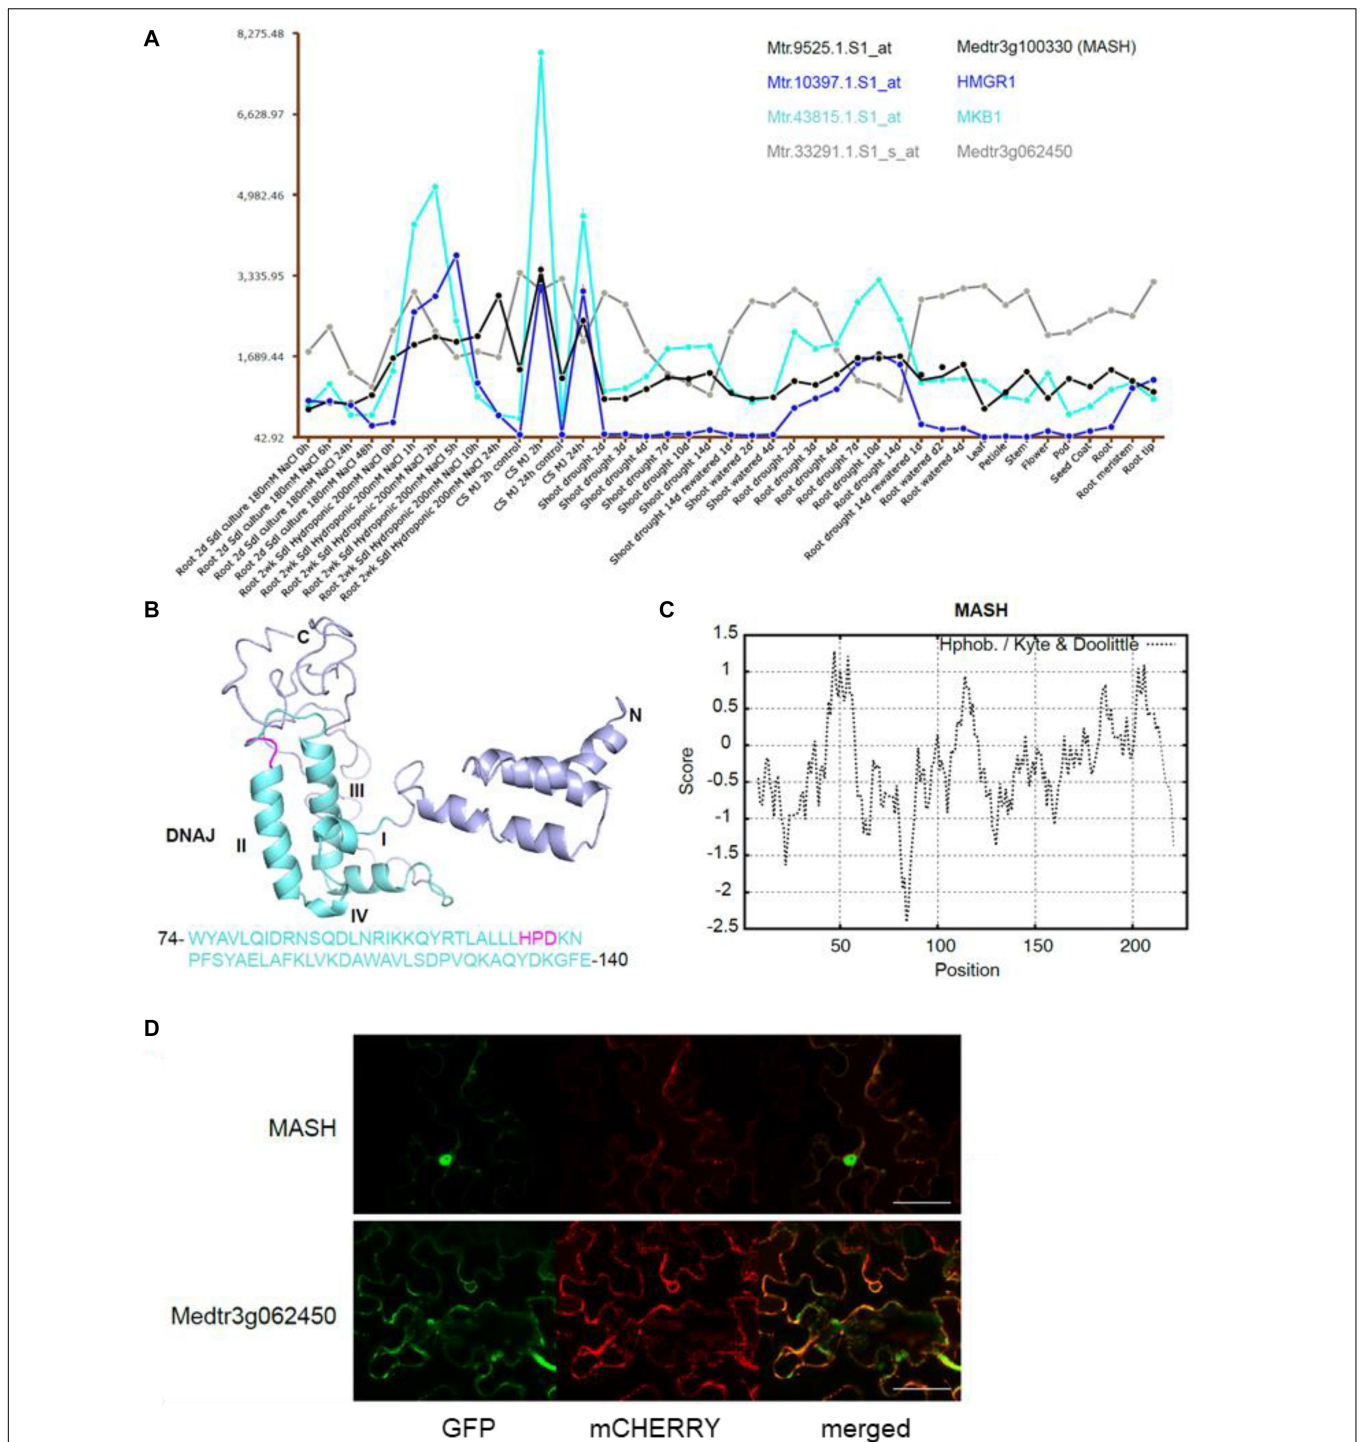 A
8,275.48
6,628.97
4,982.46
3,335.95
1,689.44
42.92
Mtr.9525.1.S1_at Medtr3g100330 (MASH)
Mtr.10397.1.S1_at HMGR1
Mtr.43815.1.S1_at MKB1
Mtr.33291.1.S1_s_at Medtr3g062450
Root 2d Sdl culture 180mM NaCl 0h
Root 2d Sdl culture 180mM NaCl 6h
Root 2d Sdl culture 180mM NaCl 24h
Root 2d Sdl culture 180mM NaCl 48h
Root 2wk Sdl Hydroponic 200mM NaCl 0h
Root 2wk Sdl Hydroponic 200mM NaCl 1h
Root 2wk Sdl Hydroponic 200mM NaCl 2h
Root 2wk Sdl Hydroponic 200mM NaCl 5h
Root 2wk Sdl Hydroponic 200mM NaCl 10h
Root 2wk Sdl Hydroponic 200mM NaCl 24h
CS MJ 2h control
CS MJ 2h
CS MJ 24h control
CS MJ 24h
Shoot drought 2d
Shoot drought 3d
Shoot drought 4d
Shoot drought 7d
Shoot drought 10d
Shoot drought 14d
Shoot drought 14d rewatered 1d
Shoot watered 2d
Shoot watered 4d
Root drought 2d
Root drought 3d
Root drought 4d
Root drought 7d
Root drought 10d
Root drought 14d
Root drought 14d rewatered 1d
Root watered d2
Root watered 4d
Leaf
Petiole
Stem
Flower
Pod
Seed Coat
Root
Root meristem
Root tip
B
C
N
III
DNAJ
II
I
IV
74- WYAVLQIDRNSQDLNRIKKQYRTLALLLHPDKN
PFSYAELAFKLVKDAWAVLSDPVQKAQYDKGFE-140
C
MASH
Hphob. / Kyte & Doolittle
1.5
1
0.5
0
-0.5
-1
-1.5
-2
-2.5
Score
50 100 150 200
Position
D
MASH
Medtr3g062450
GFP mCHERRY merged